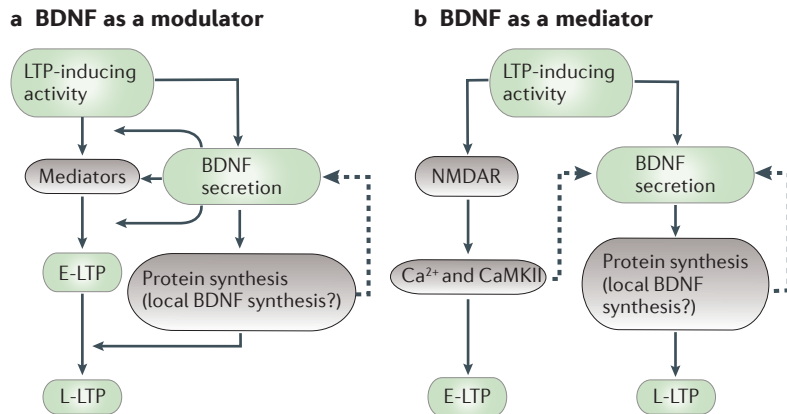 a BDNF as a modulator
LTP-inducing
activity
Mediators
BDNF
secretion
E-LTP
Protein synthesis
(local BDNF synthesis?)
L-LTP
b BDNF as a mediator
LTP-inducing
activity
NMDAR
BDNF
secretion
Ca²⁺ and CaMKII
Protein synthesis
(local BDNF
synthesis?)
E-LTP
L-LTP